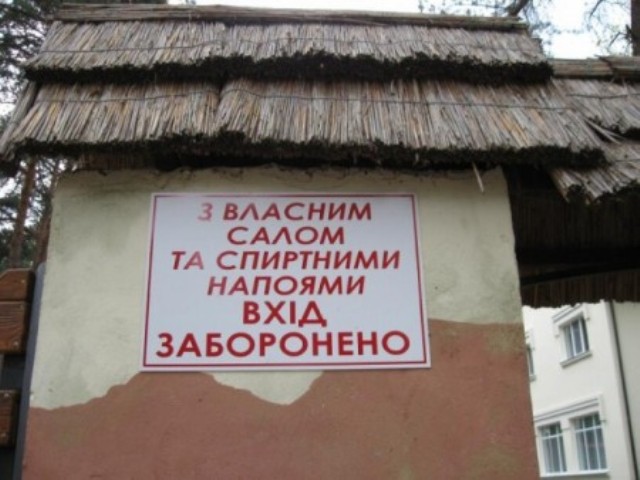 З ВЛАСНИМ
САЛОМ
ТА СПИРТНИМИ
НАПОЯМИ
ВХІД
ЗАБОРОНЕНО